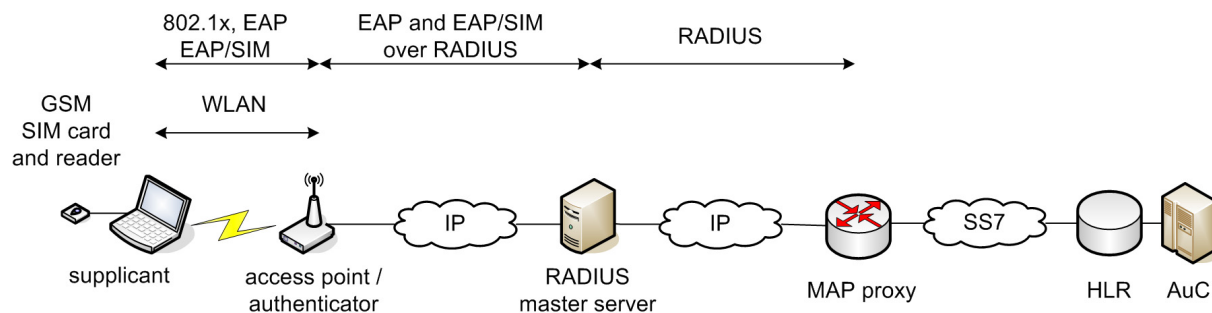 802.1x, EAP
EAP/SIM
EAP and EAP/SIM
over RADIUS
RADIUS
GSM
SIM card
and reader
WLAN
IP
IP
SS7
supplicant
access point /
authenticator
RADIUS
master server
MAP proxy
HLR
AuC